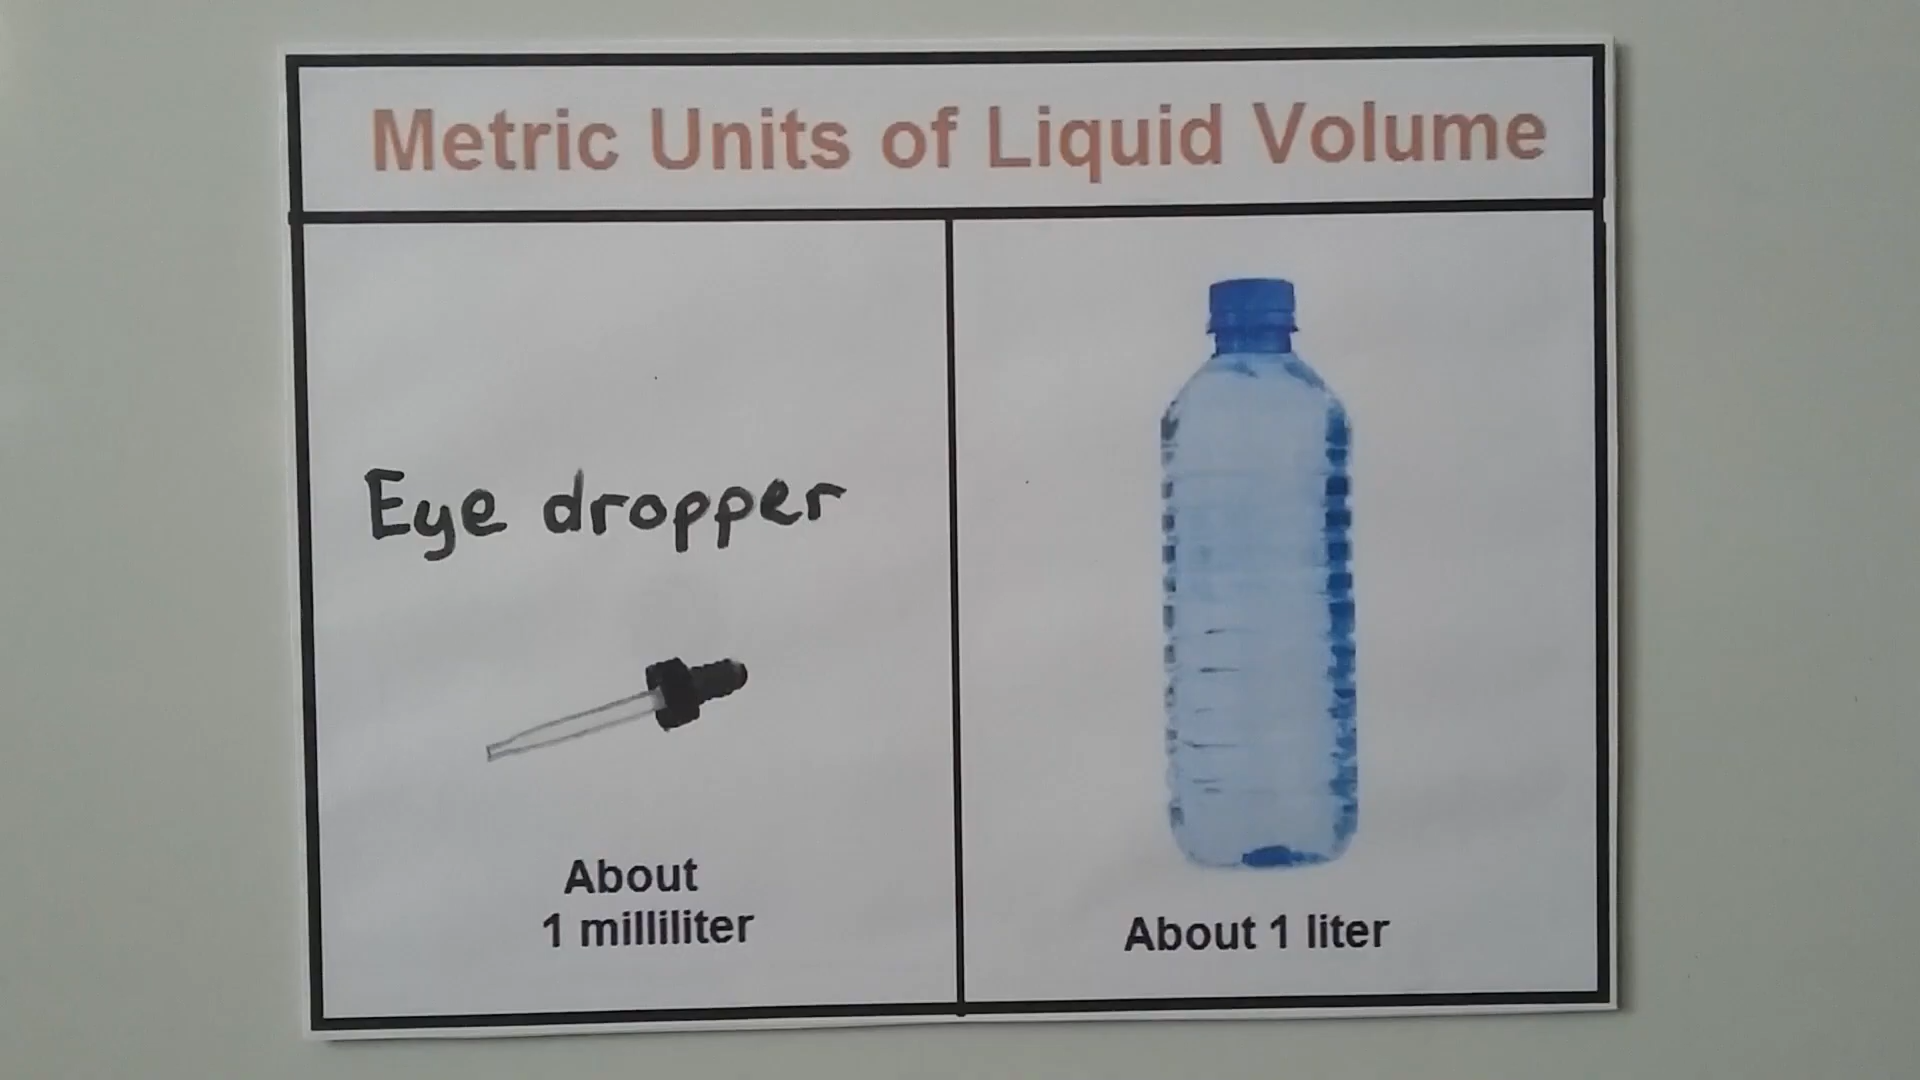 Metric Units of Liquid Volume
Eye dropper
About
1 milliliter
About 1 liter